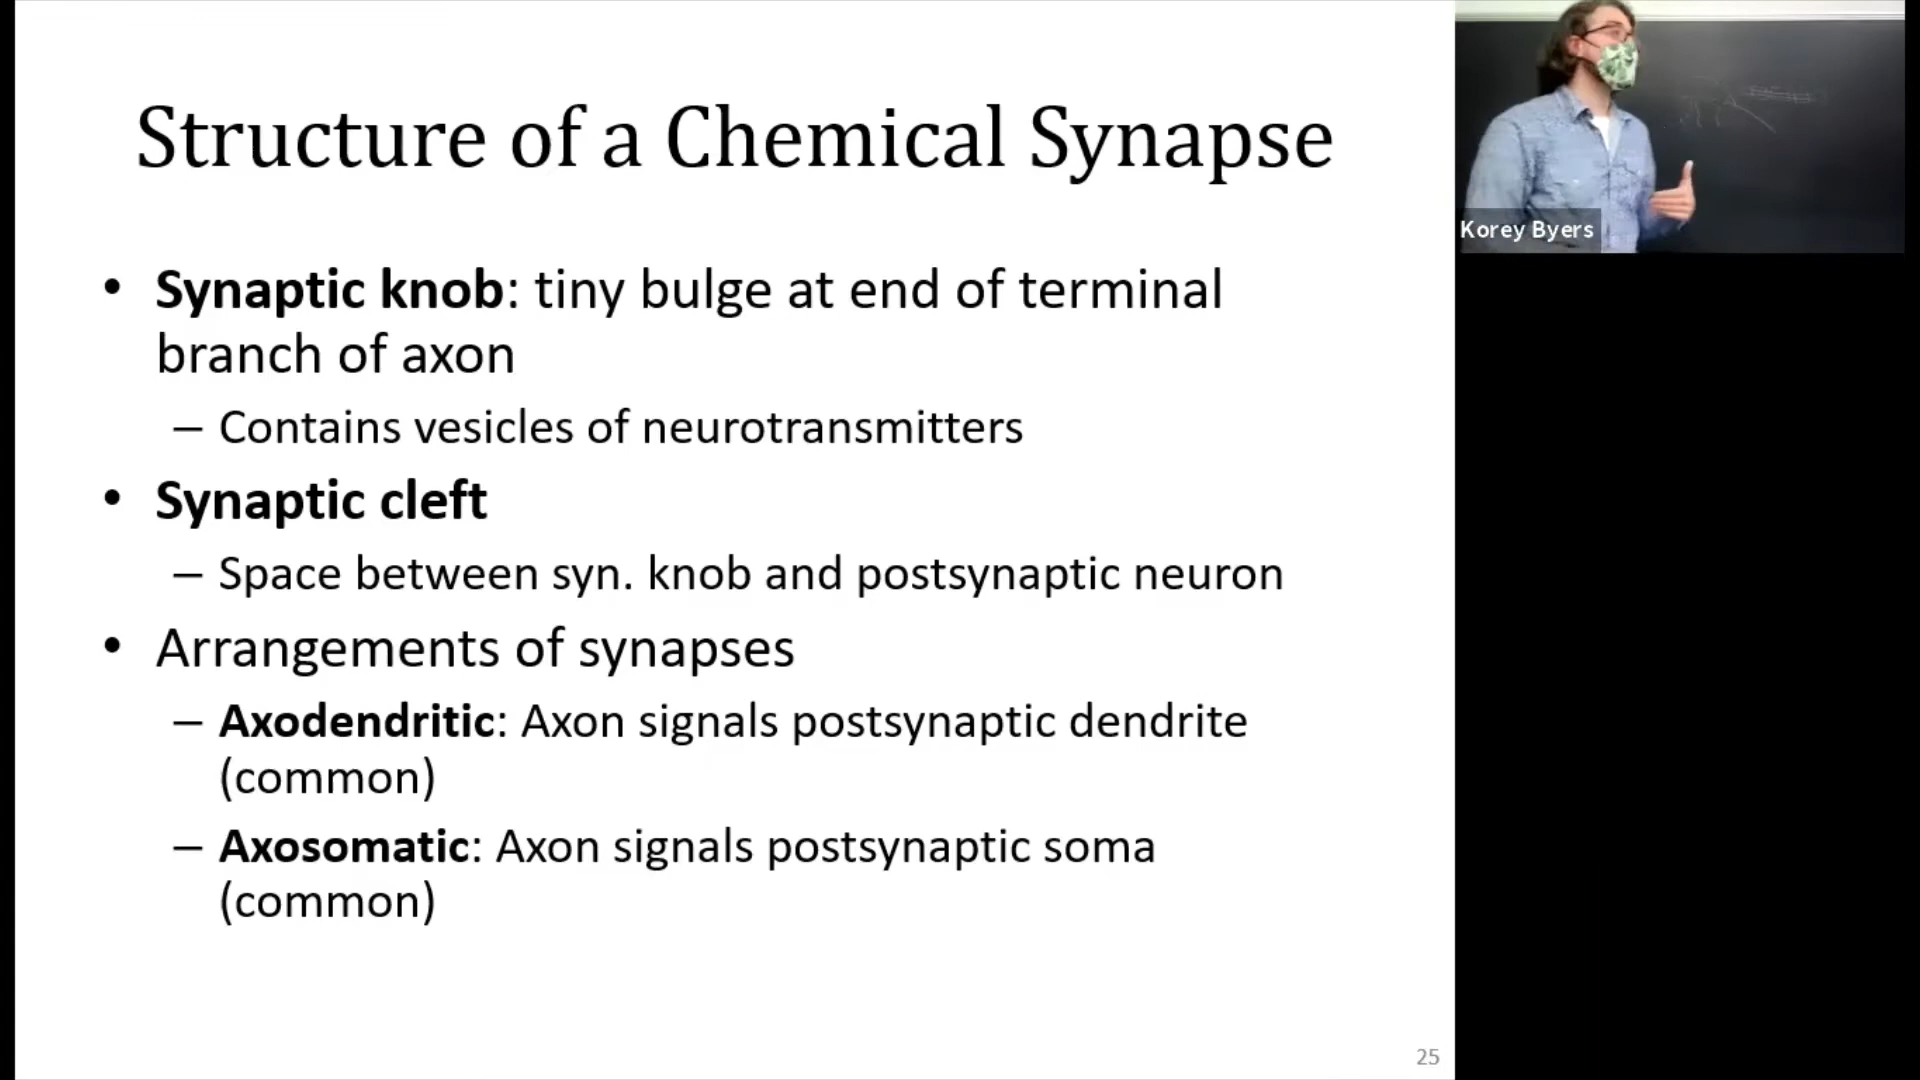 Structure of a Chemical Synapse
• Synaptic knob: tiny bulge at end of terminal
branch of axon
– Contains vesicles of neurotransmitters
• Synaptic cleft
– Space between syn. knob and postsynaptic neuron
• Arrangements of synapses
– Axodendritic: Axon signals postsynaptic dendrite
(common)
– Axosomatic: Axon signals postsynaptic soma
(common)
25
Korey Byers